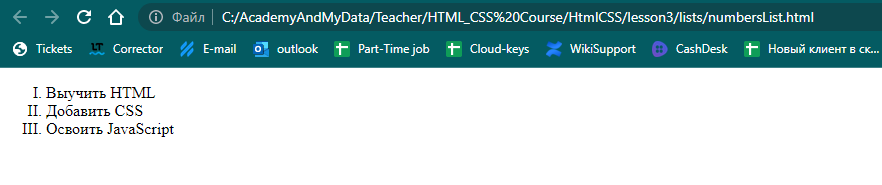 Файл C:/AcademyAndMyData/Teacher/HTML_CSS%20Course/HtmlCSS/lesson3/lists/numbersList.html
Tickets Corrector E-mail outlook Part-Time job Cloud-keys WikiSupport CashDesk Новый клиент в ск...
I. Выучить HTML
II. Добавить CSS
III. Освоить JavaScript